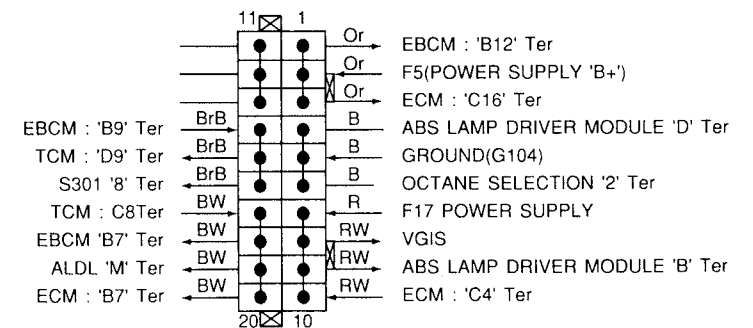 11 1
Or EBCM : 'B12' Ter
Or F5(POWER SUPPLY 'B+')
Or ECM : 'C16' Ter
EBCM : 'B9' Ter BrB B ABS LAMP DRIVER MODULE 'D' Ter
TCM : 'D9' Ter BrB B GROUND(G104)
S301 '8' Ter BrB B OCTANE SELECTION '2' Ter
TCM : C8Ter BW R F17 POWER SUPPLY
EBCM 'B7' Ter BW RW VGIS
ALDL 'M' Ter BW RW ABS LAMP DRIVER MODULE 'B' Ter
ECM : 'B7' Ter BW RW ECM : 'C4' Ter
20 10